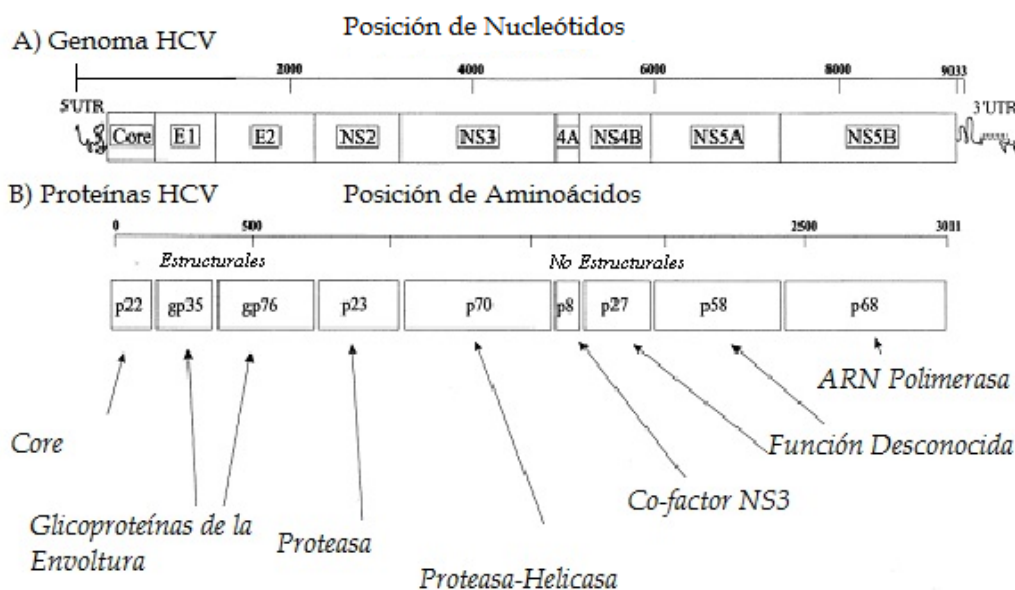 A) Genoma HCV
Posición de Nucleótidos
2000 4000 6000 8000 9033
5'UTR 3'UTR
Core E1 E2 NS2 NS3 4A NS4B NS5A NS5B
B) Proteínas HCV
Posición de Aminoácidos
0 500 2500 3011
Estructurales No Estructurales
p22 gp35 gp76 p23 p70 p8 p27 p58 p68
ARN Polimerasa
Core
Función Desconocida
Co-factor NS3
Glicoproteínas de la
Envoltura
Proteasa
Proteasa-Helicasa